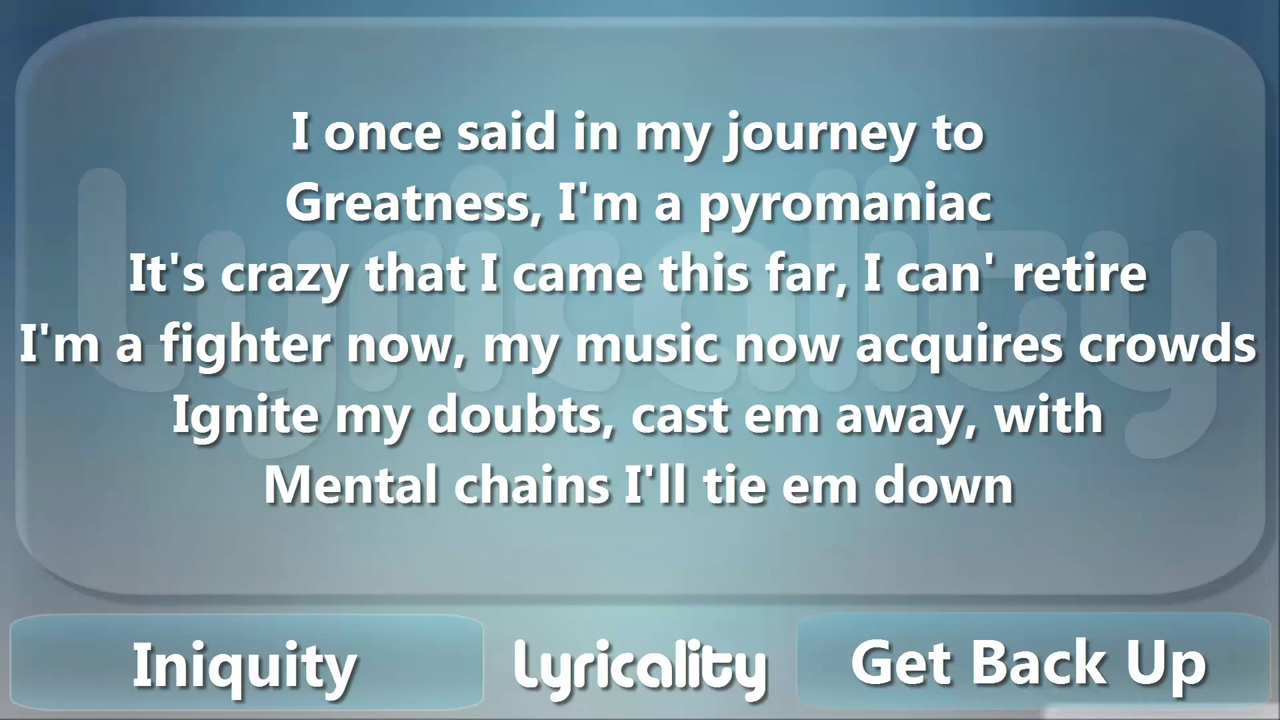 I once said in my journey to
Greatness, I'm a pyromaniac
It's crazy that I came this far, I can' retire
I'm a fighter now, my music now acquires crowds
Ignite my doubts, cast em away, with
Mental chains I'll tie em down
Lyricality
Iniquity
Lyricality
Get Back Up